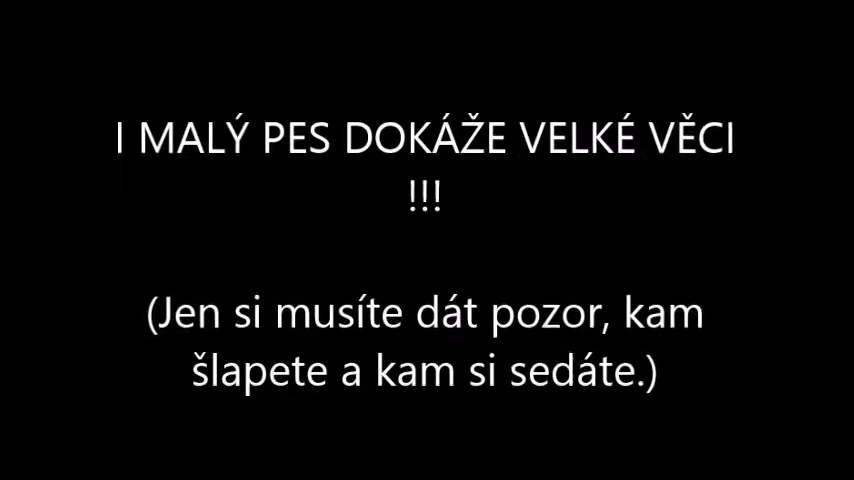 I MALÝ PES DOKÁŽE VELKÉ VĚCI
!!!
(Jen si musíte dát pozor, kam
šlapete a kam si sedáte.)